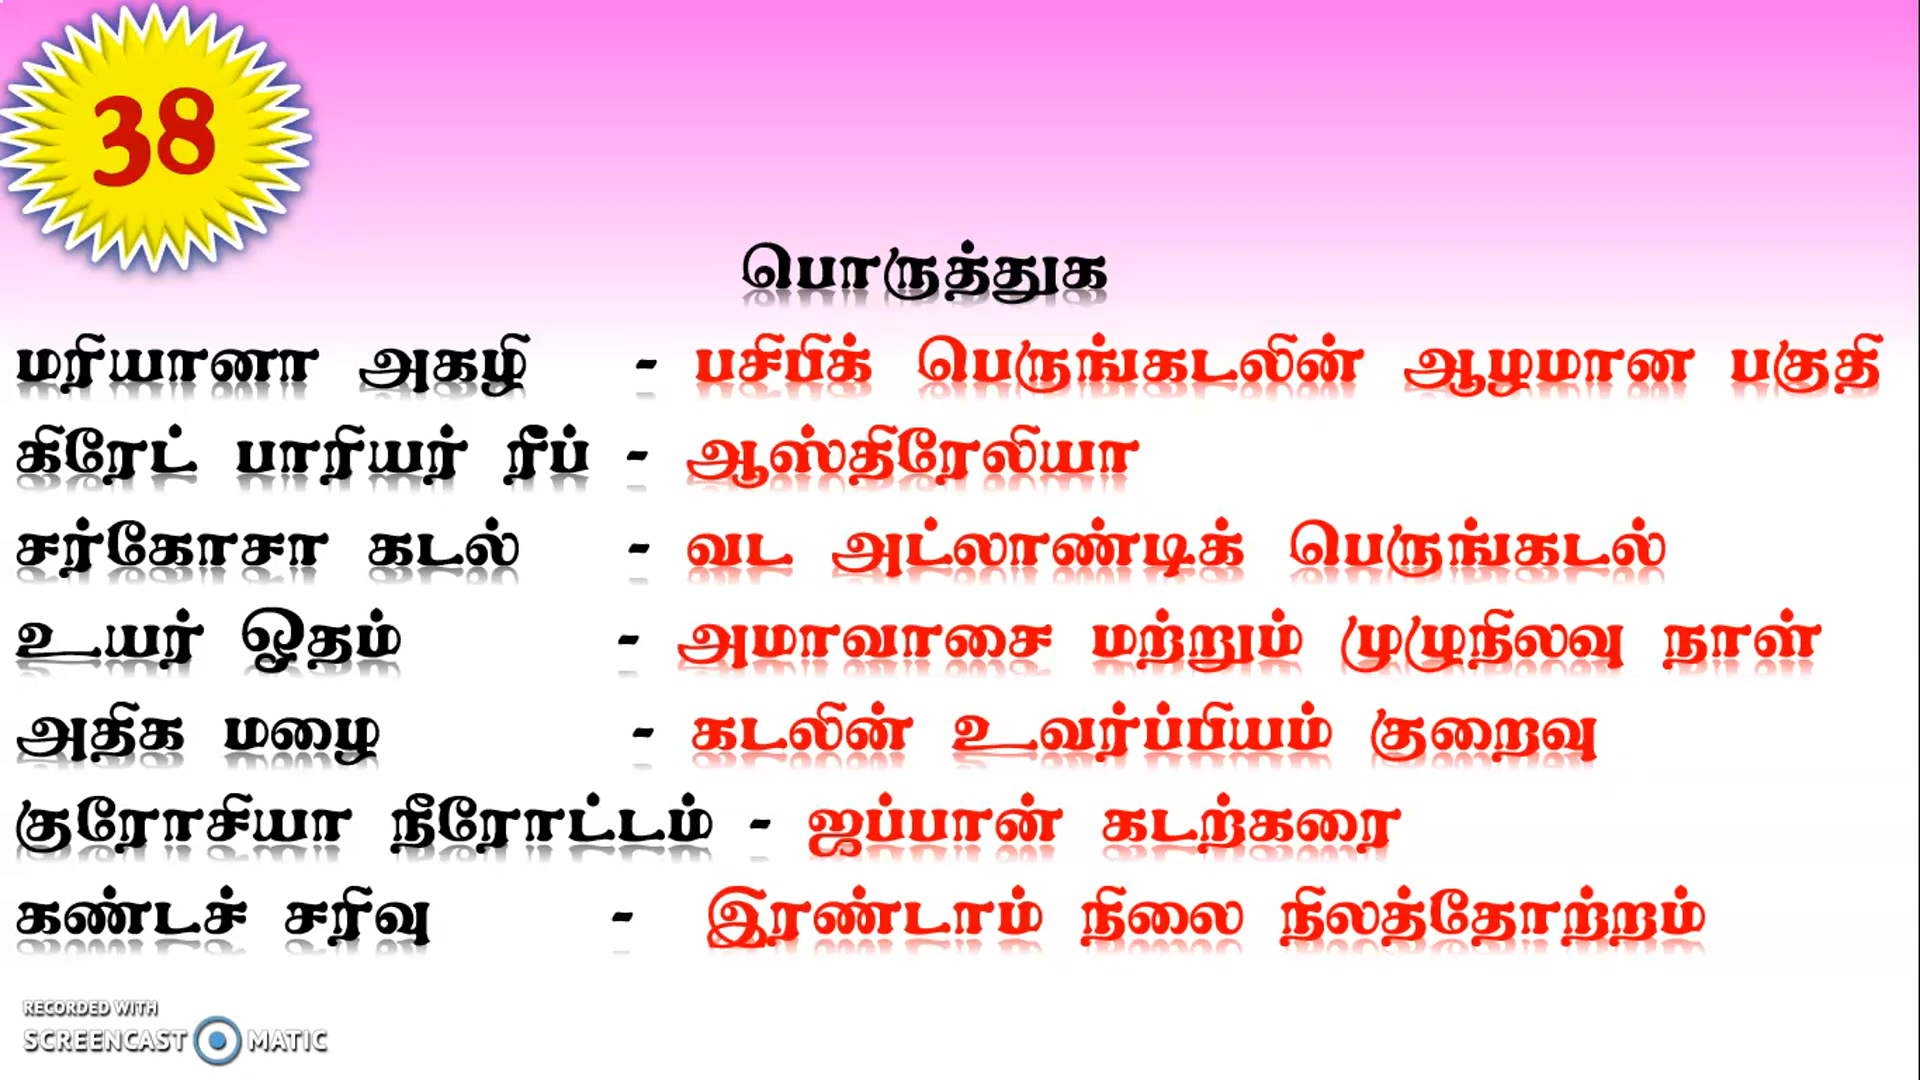 38
பொருத்துக
மரியானா அகழி - பசிபிக் பெருங்கடலின் ஆழமான பகுதி
கிரேட் பாரியர் ரீப் - ஆஸ்திரேலியா
சர்கோசா கடல் - வட அட்லாண்டிக் பெருங்கடல்
உயர் ஓதம் - அமாவாசை மற்றும் முழுநிலவு நாள்
அதிக மழை - கடலின் உவர்ப்பியம் குறைவு
குரோசியா நீரோட்டம் - ஜப்பான் கடற்கரை
கண்டச் சரிவு - இரண்டாம் நிலை நிலத்தோற்றம்
RECORDED WITH
SCREENCAST MATIC